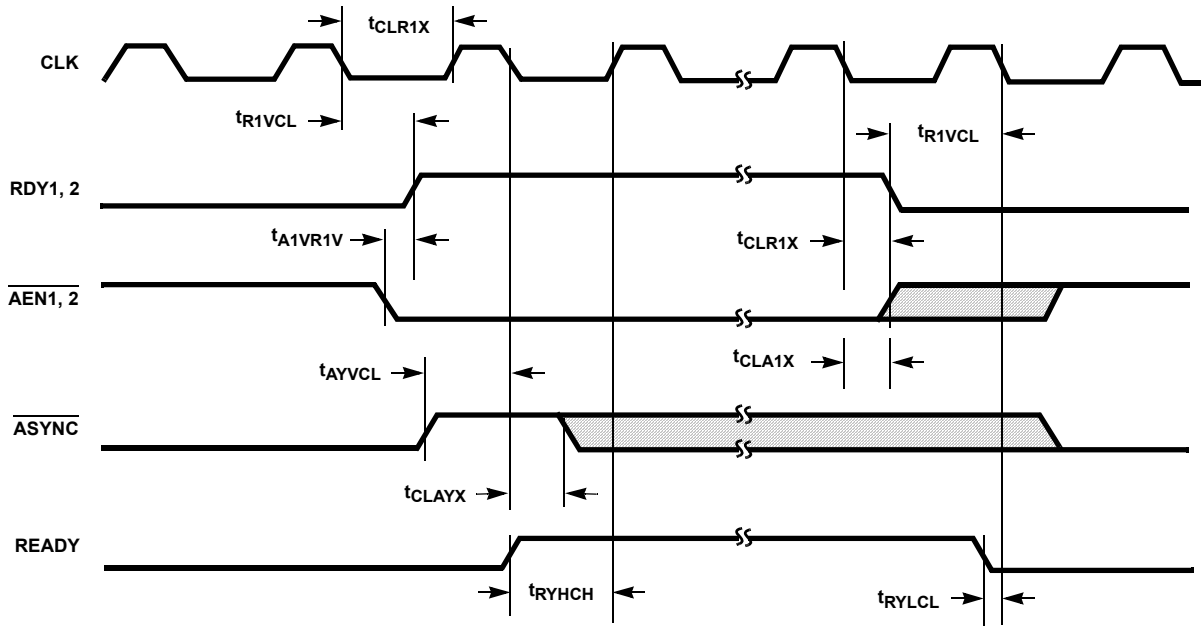 tCLR1X
CLK
tR1VCL
tR1VCL
RDY1, 2
tA1VR1V
tCLR1X
AEN1, 2
tCLA1X
tAYVCL
ASYNC
tCLAYX
READY
tRYHCH
tRYLCL